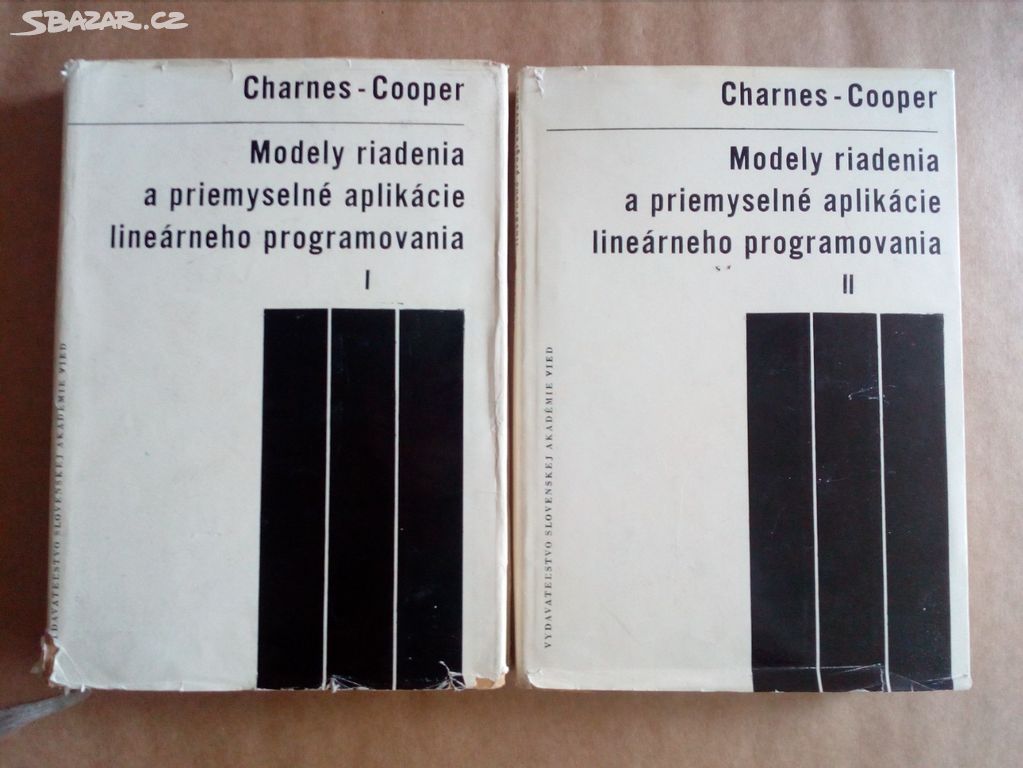 SBAZAR.CZ
Charnes-Cooper
Modely riadenia
a priemyselné aplikácie
lineárneho programovania
I
VYDAVATEĽSTVO SLOVENSKEJ AKADÉMIE VIED
Charnes-Cooper
Modely riadenia
a priemyselné aplikácie
lineárneho programovania
II
VYDAVATEĽSTVO SLOVENSKEJ AKADÉMIE VIED